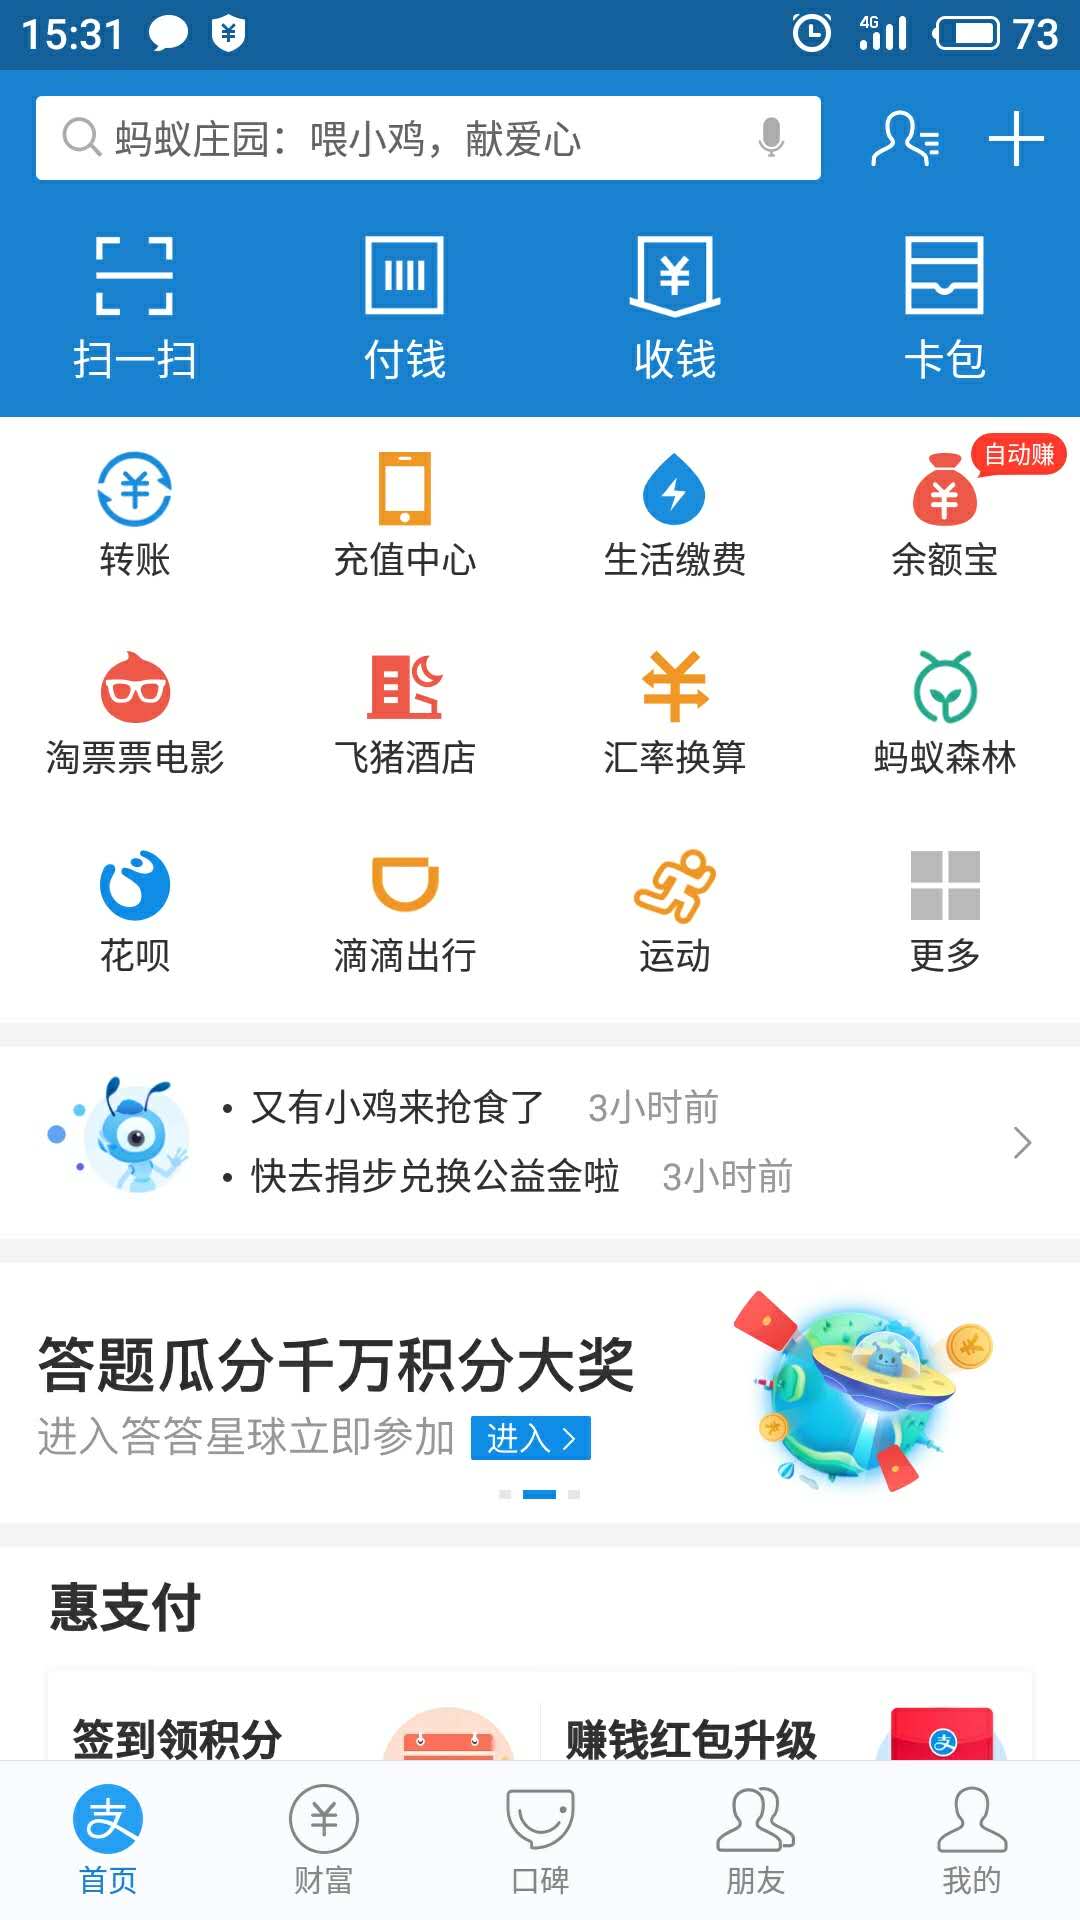 15:31 4G 73
蚂蚁庄园：喂小鸡，献爱心
扫一扫 付钱 收钱 卡包
自动赚
转账 充值中心 生活缴费 余额宝
淘票票电影 飞猪酒店 汇率换算 蚂蚁森林
花呗 滴滴出行 运动 更多
• 又有小鸡来抢食了 3小时前
• 快去捐步兑换公益金啦 3小时前
答题瓜分千万积分大奖
进入答答星球立即参加 进入 >
惠支付
签到领积分 赚钱红包升级
首页 财富 口碑 朋友 我的